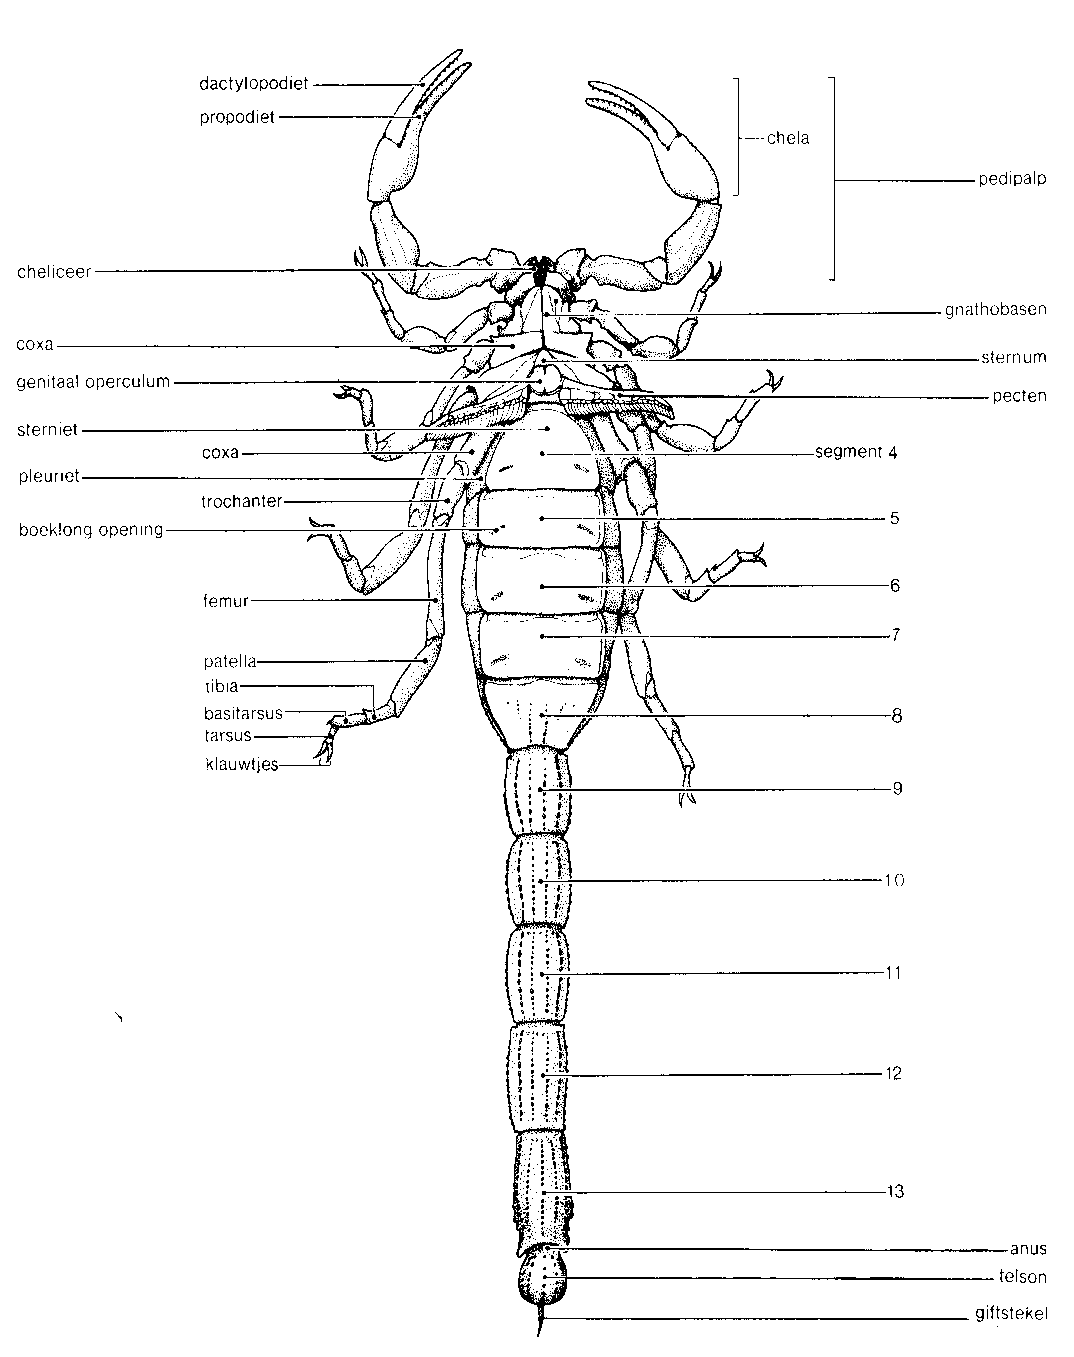 dactylopodiet
propodiet
chela
pedipalp
cheliceer
gnathobasen
coxa
sternum
genitaal operculum
pecten
sterniet
coxa
segment 4
pleuriet
trochanter
5
boeklong opening
6
femur
7
patella
tibia
basitarsus
8
tarsus
klauwtjes
9
10
11
12
13
anus
telson
giftstekel